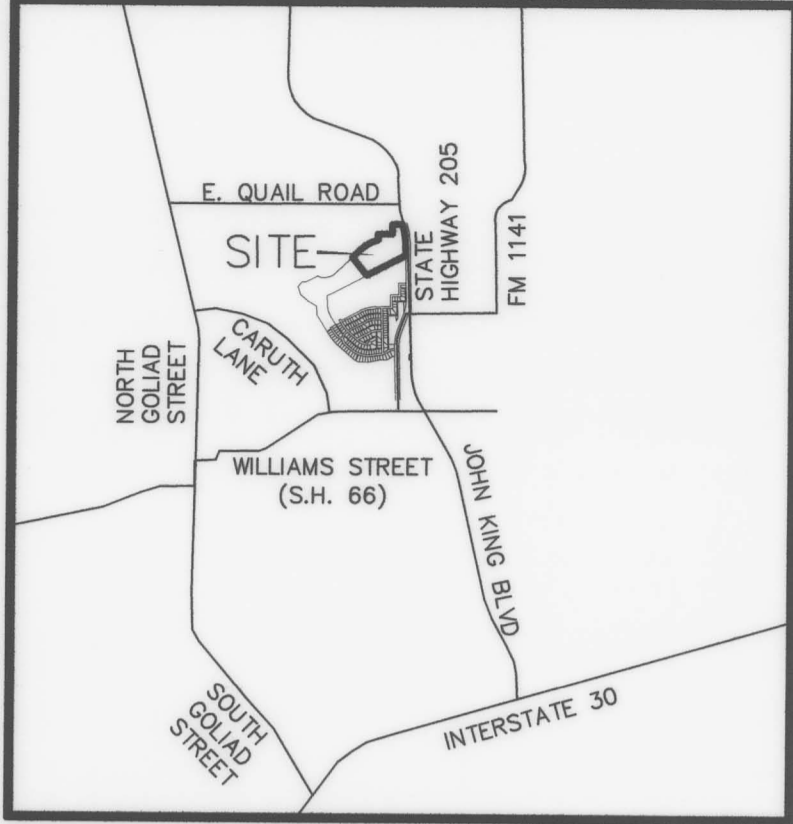 E. QUAIL ROAD
STATE
HIGHWAY 205
FM 1141
SITE
CARUTH
LANE
NORTH
GOLIAD
STREET
WILLIAMS STREET
(S.H. 66)
JOHN KING BLVD
SOUTH
GOLIAD
STREET
INTERSTATE 30